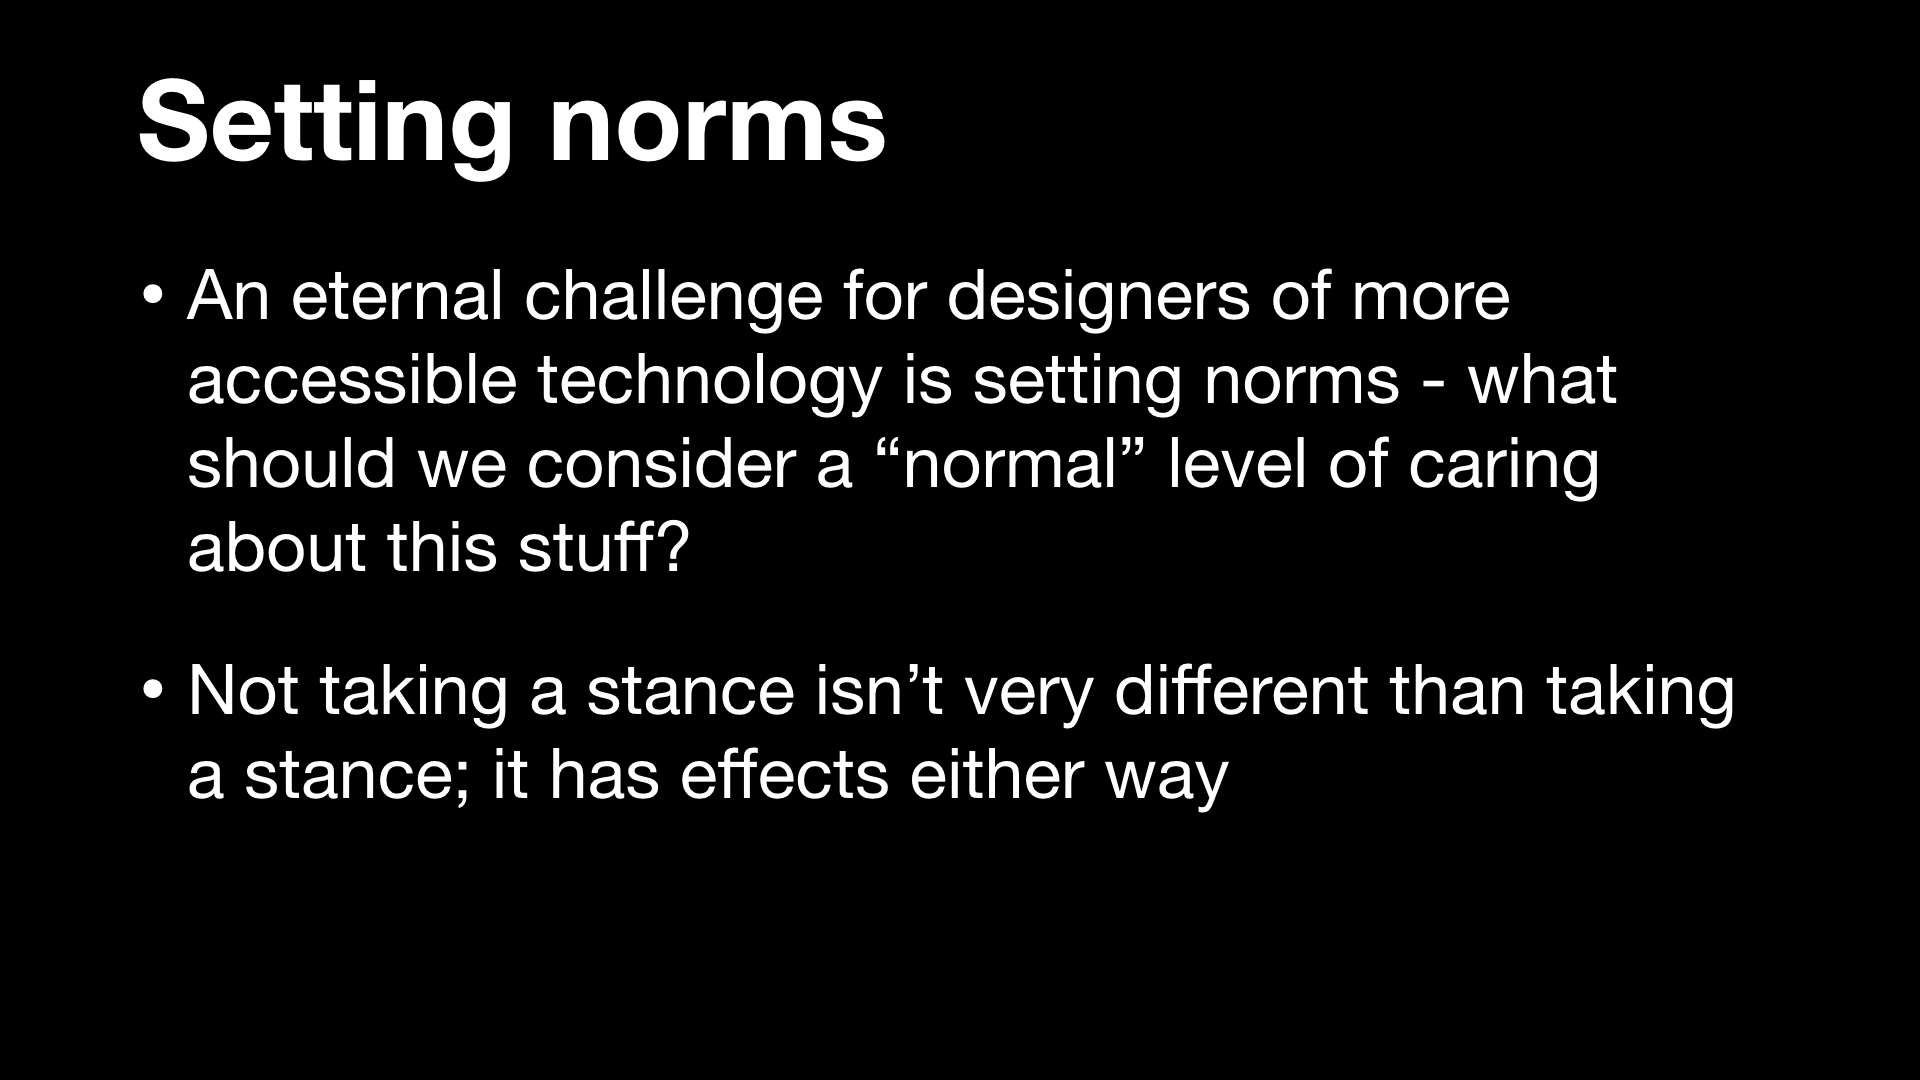 Setting norms
• An eternal challenge for designers of more
accessible technology is setting norms - what
should we consider a “normal” level of caring
about this stuff?
• Not taking a stance isn’t very different than taking
a stance; it has effects either way